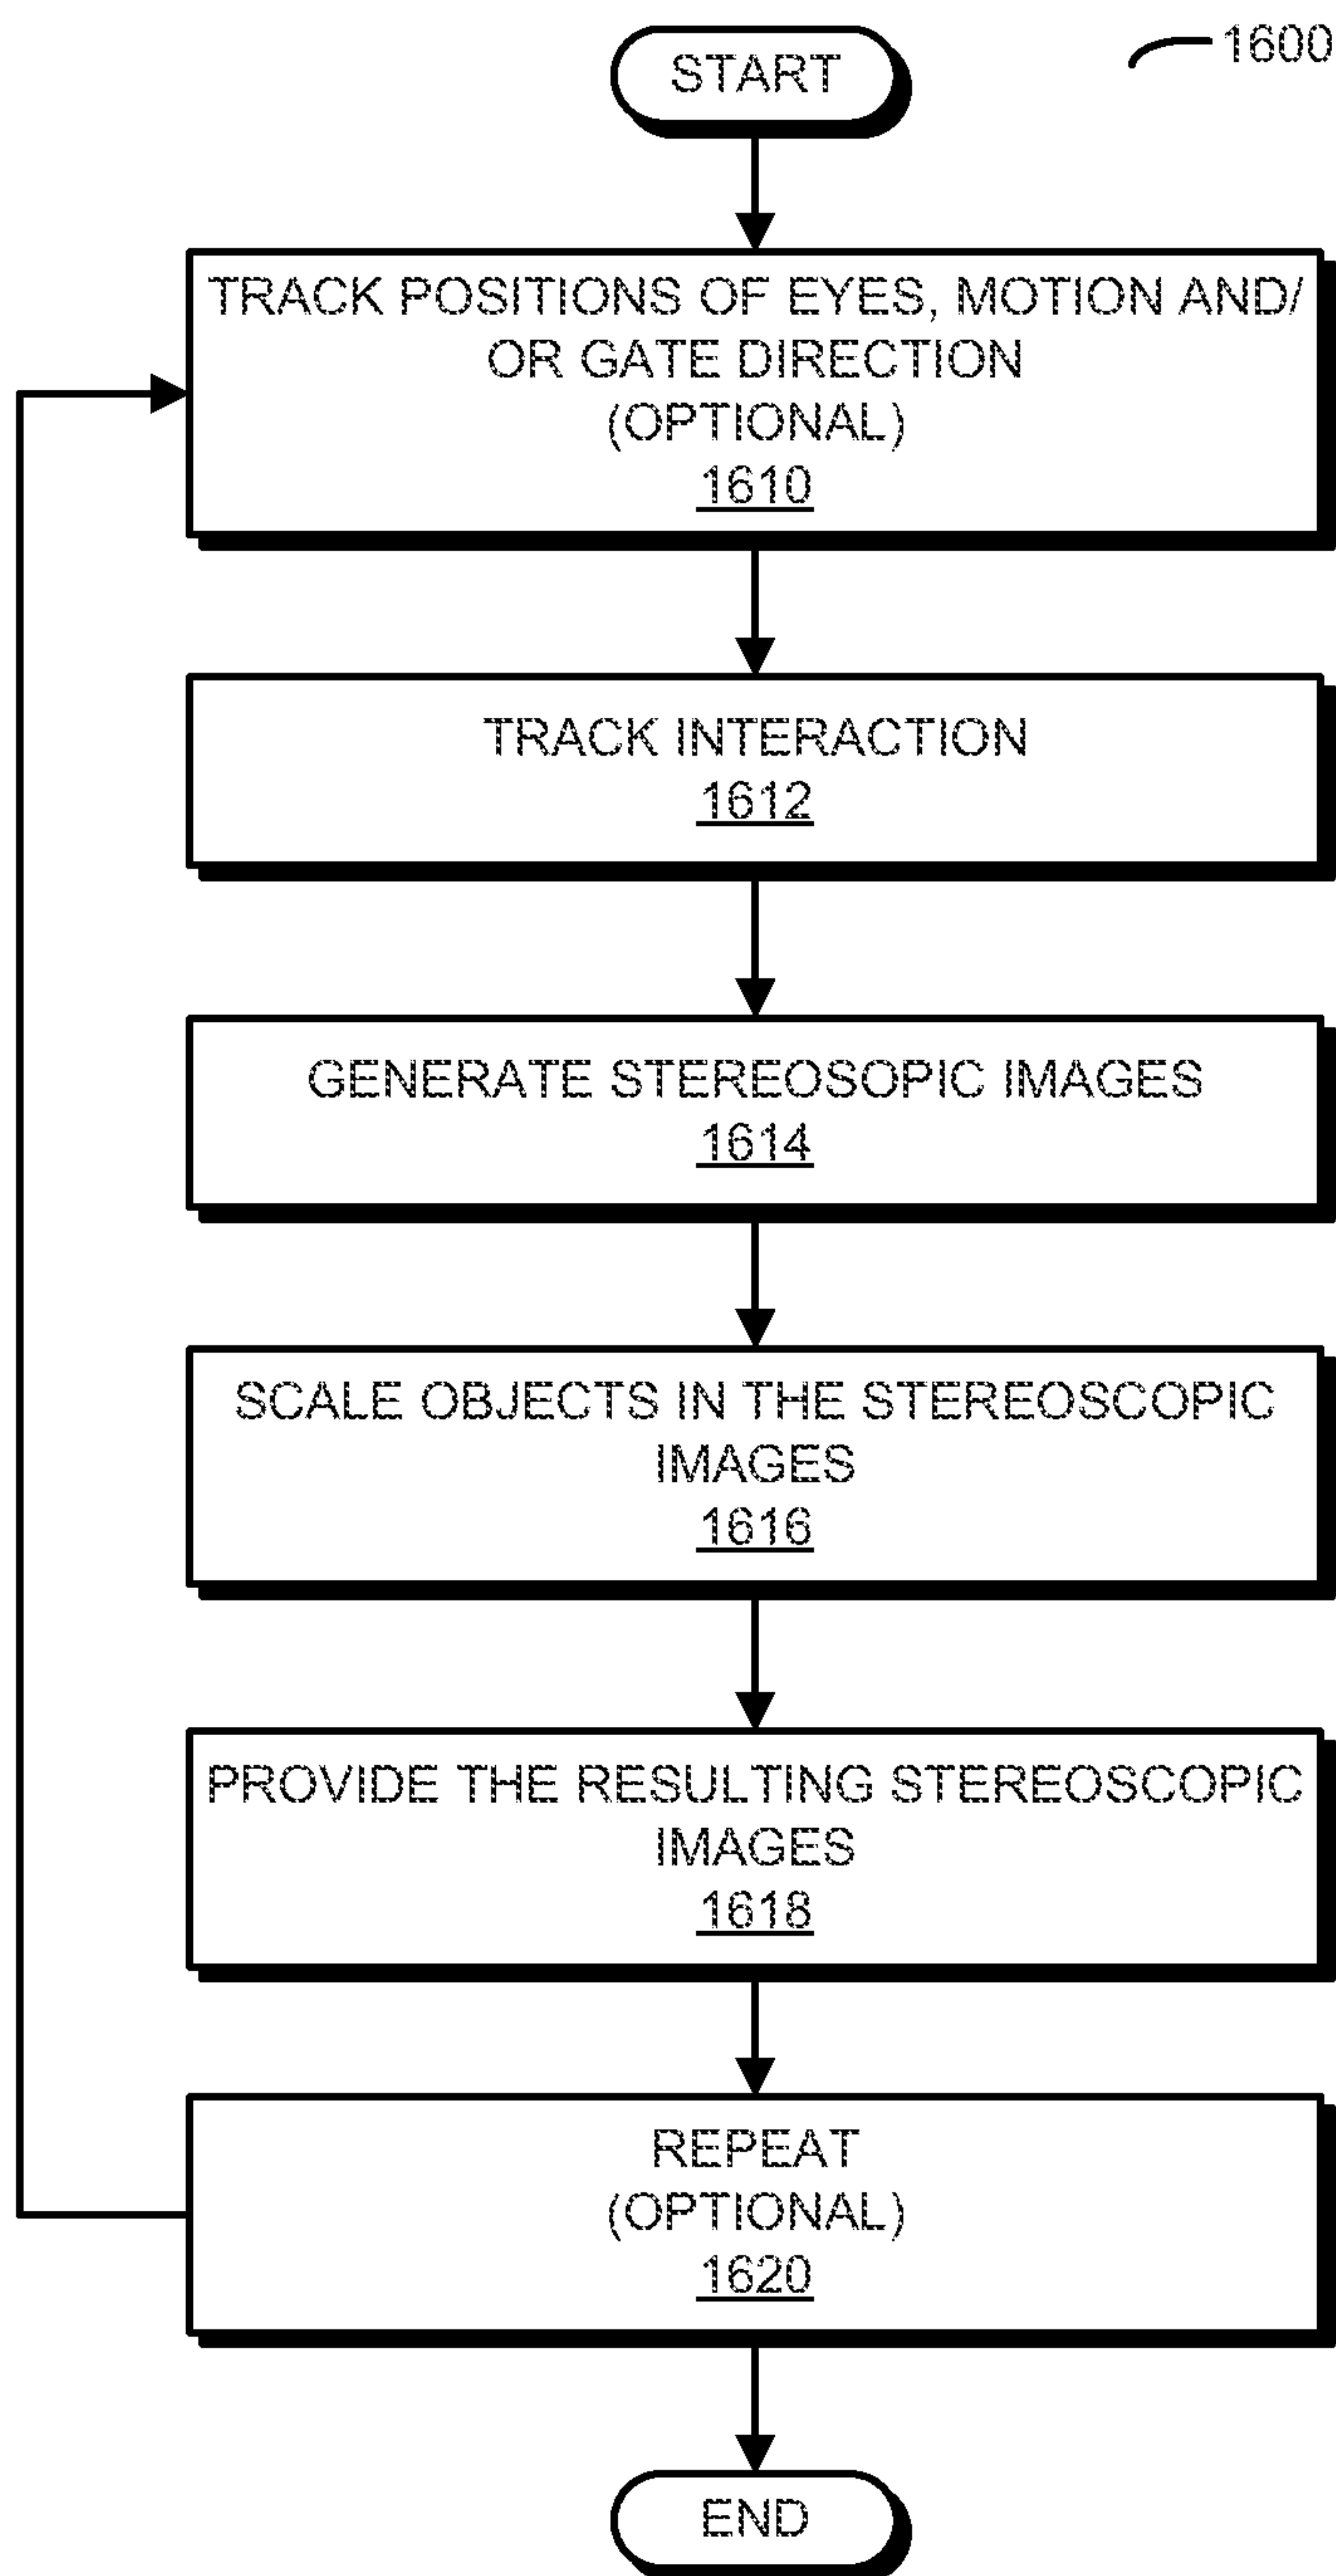 1600
START
TRACK POSITIONS OF EYES, MOTION AND/
OR GATE DIRECTION
(OPTIONAL)
1610
TRACK INTERACTION
1612
GENERATE STEREOSOPIC IMAGES
1614
SCALE OBJECTS IN THE STEREOSCOPIC
IMAGES
1616
PROVIDE THE RESULTING STEREOSCOPIC
IMAGES
1618
REPEAT
(OPTIONAL)
1620
END